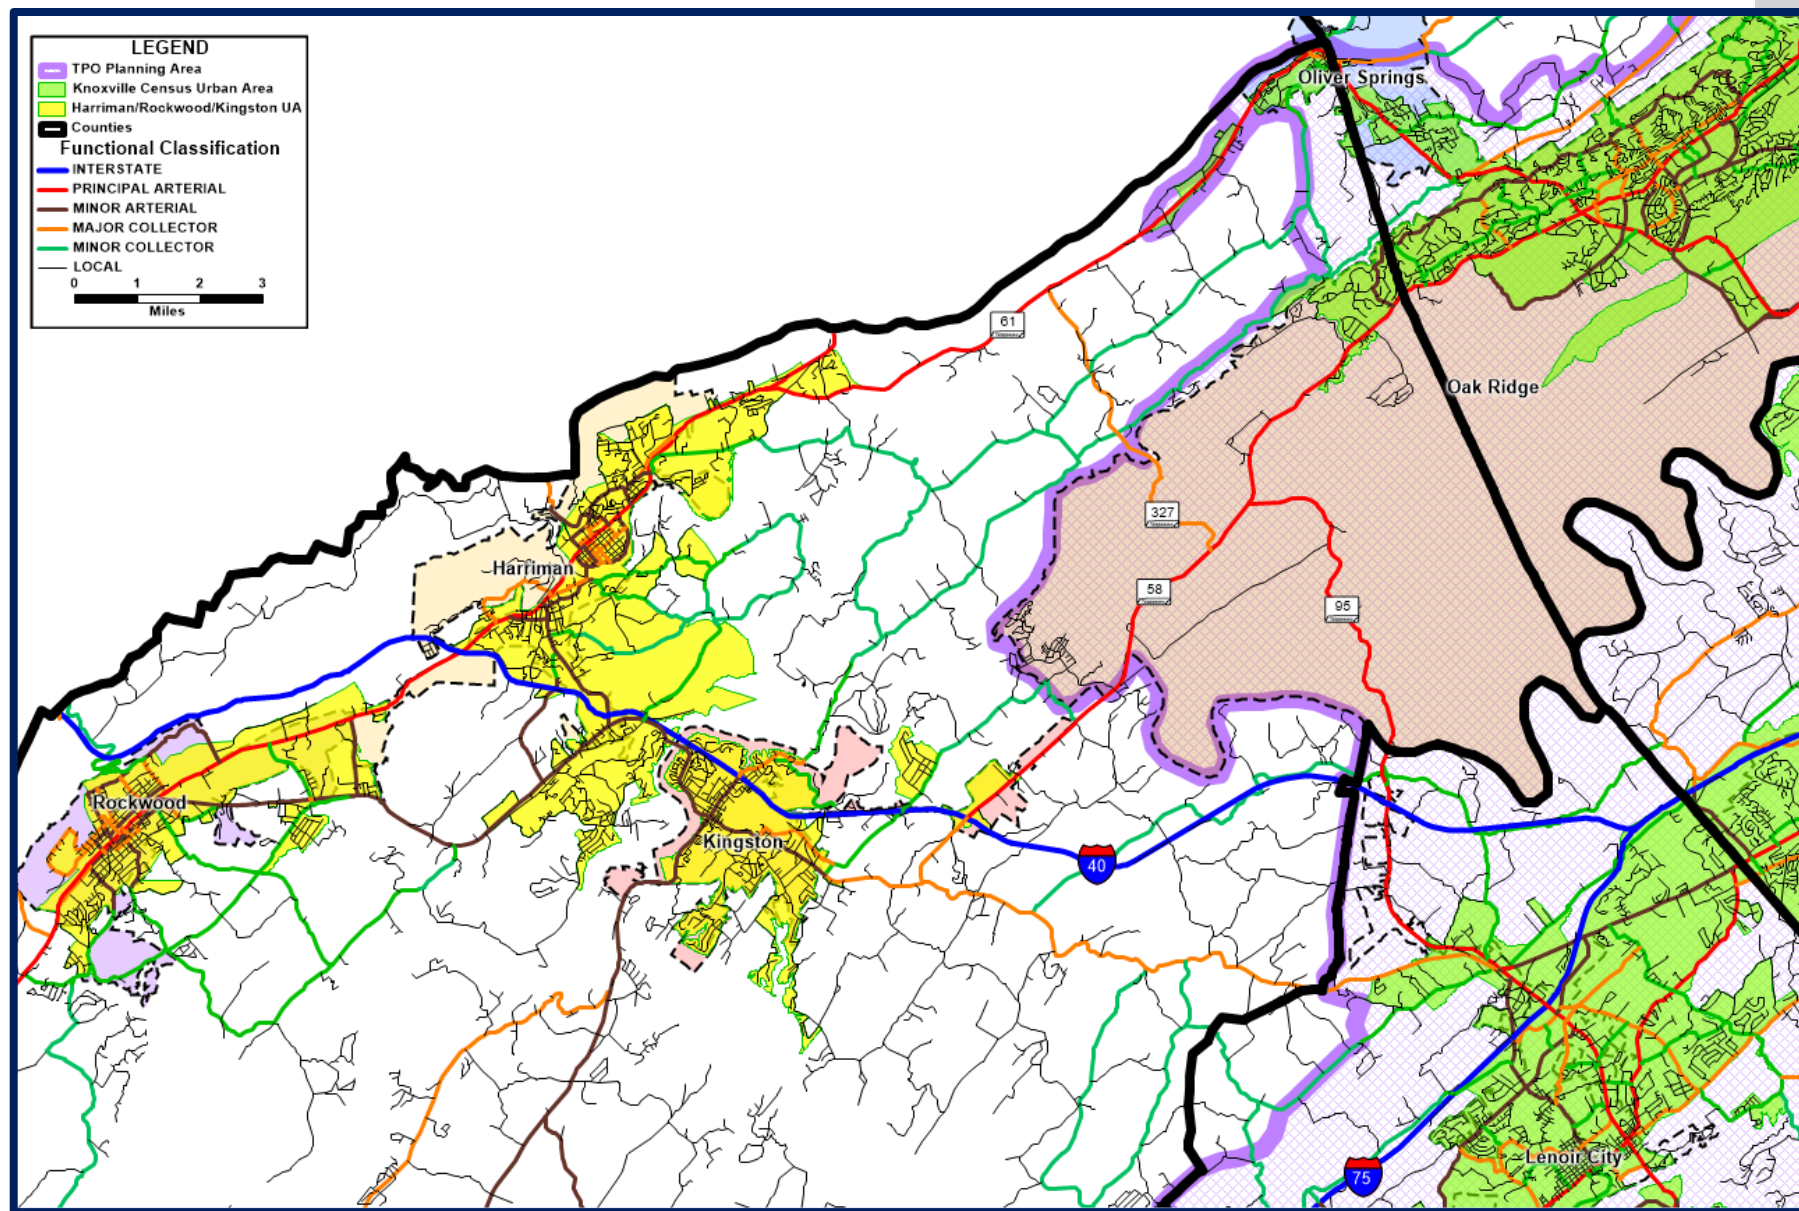 LEGEND
TPO Planning Area
Knoxville Census Urban Area
Harriman/Rockwood/Kingston UA
Counties
Functional Classification
INTERSTATE
PRINCIPAL ARTERIAL
MINOR ARTERIAL
MAJOR COLLECTOR
MINOR COLLECTOR
LOCAL
0 1 2 3
Miles
Oliver Springs
61
Oak Ridge
327
Harriman
58
95
Rockwood
Kingston
40
Lenoir City
75